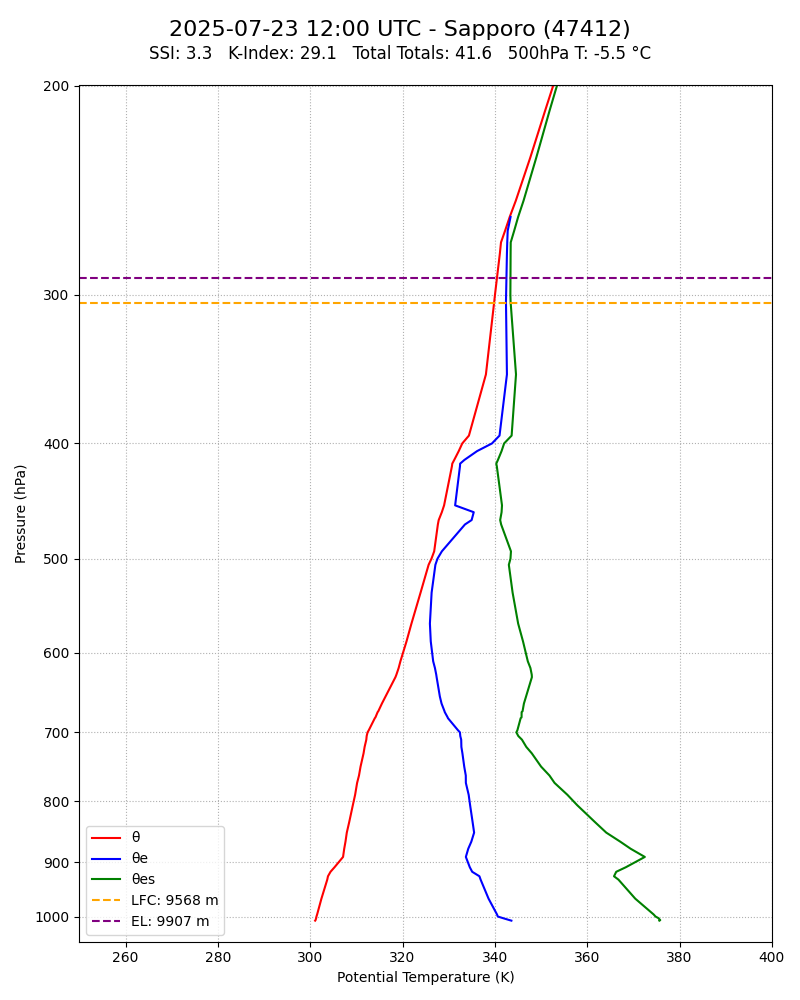 2025-07-23 12:00 UTC - Sapporo (47412)
SSI: 3.3   K-Index: 29.1   Total Totals: 41.6   500hPa T: -5.5 °C
200
300
400
500
600
700
800
900
1000
Pressure (hPa)
θ
θe
θes
LFC: 9568 m
EL: 9907 m
260
280
300
320
340
360
380
400
Potential Temperature (K)